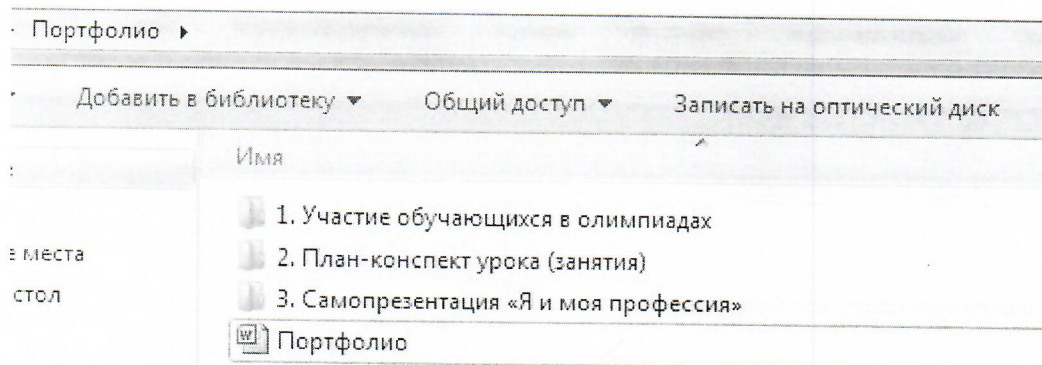 Портфолио
Добавить в библиотеку Общий доступ Записать на оптический диск
Имя
1. Участие обучающихся в олимпиадах
2. План-конспект урока (занятия)
е места
стол
3. Самопрезентация «Я и моя профессия»
Портфолио